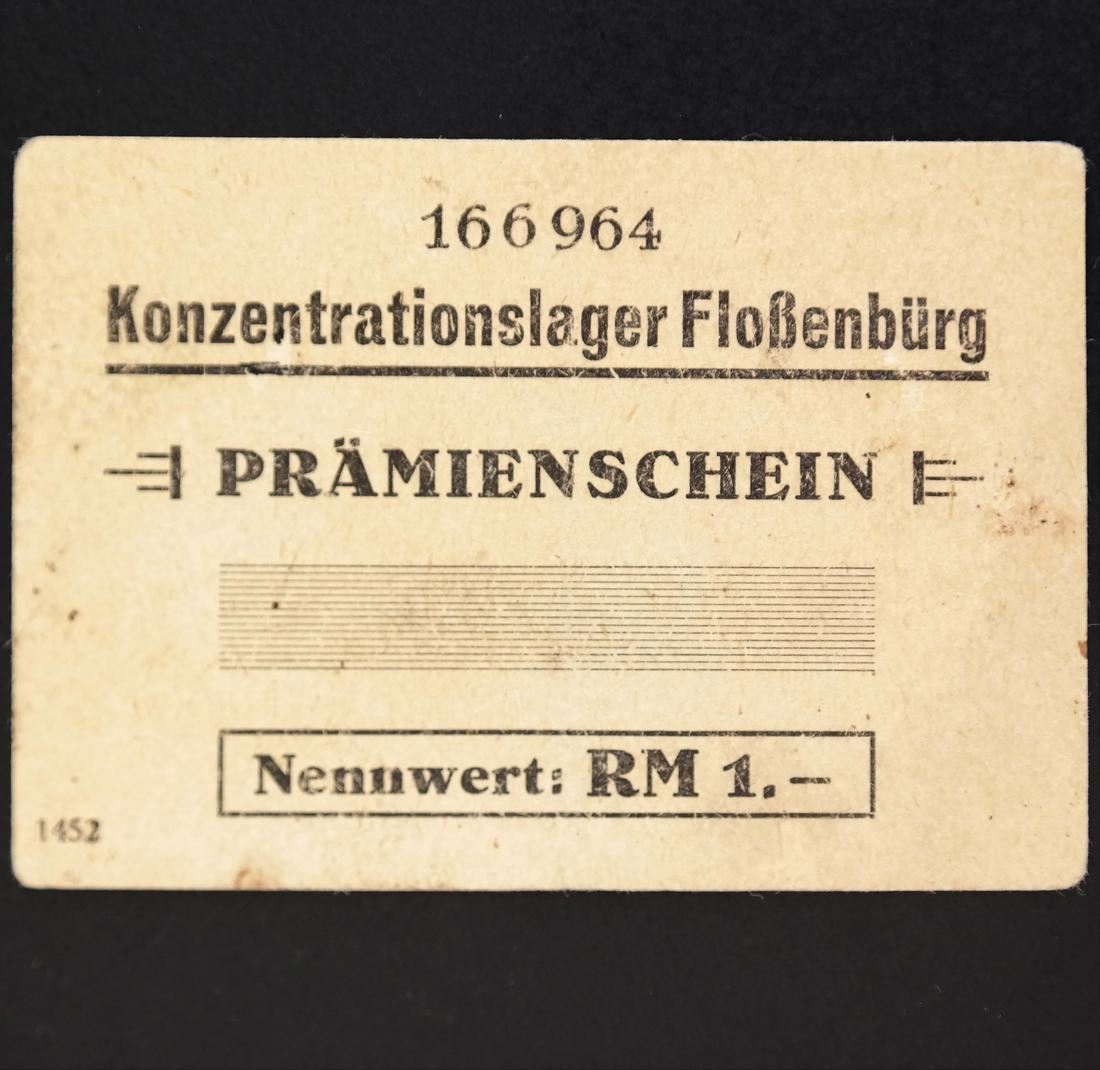 166964
Konzentrationslager Floßenbürg
PRÄMIENSCHEIN
Nennwert: RM 1.—
1452